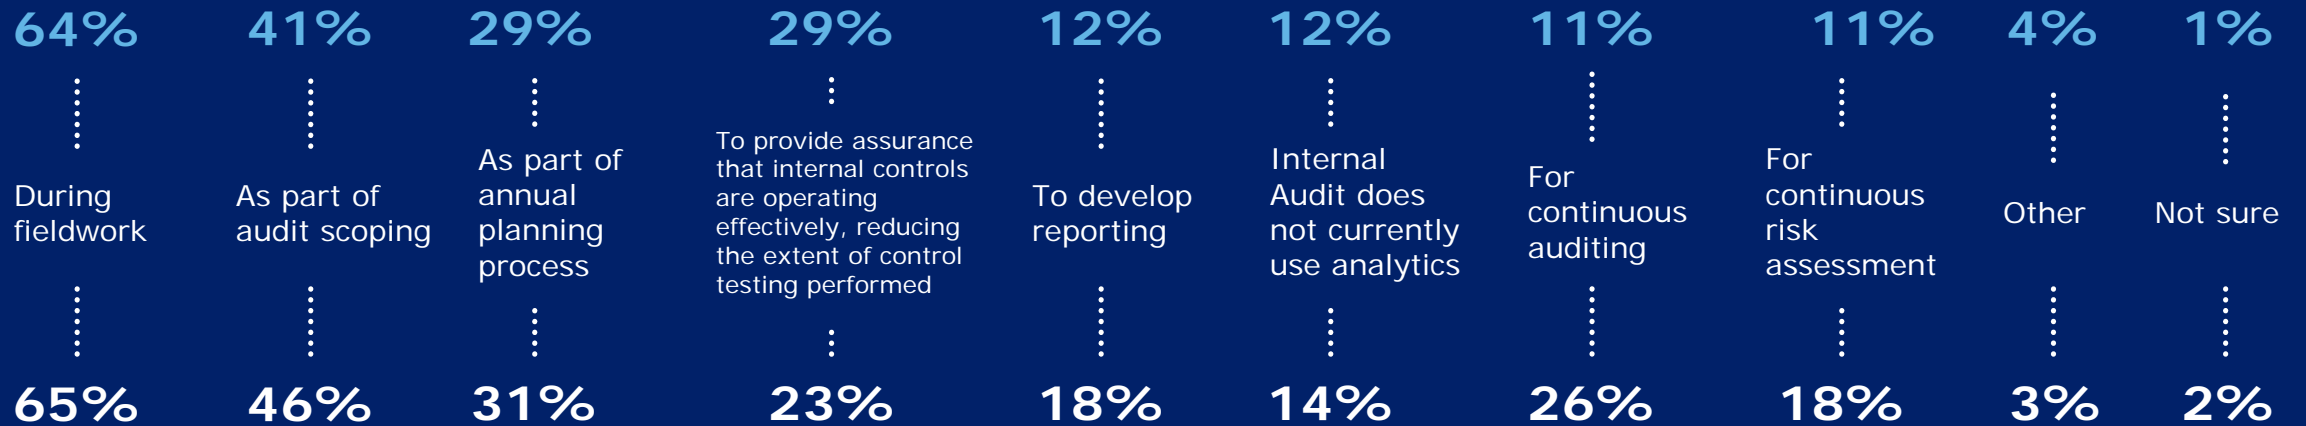 64% 41% 29% 29% 12% 12% 11% 11% 4% 1%
During
fieldwork
As part of
audit scoping
As part of
annual
planning
process
To provide assurance
that internal controls
are operating
effectively, reducing
the extent of control
testing performed
To develop
reporting
Internal
Audit does
not currently
use analytics
For
continuous
auditing
For
continuous
risk
assessment
Other
Not sure
65% 46% 31% 23% 18% 14% 26% 18% 3% 2%